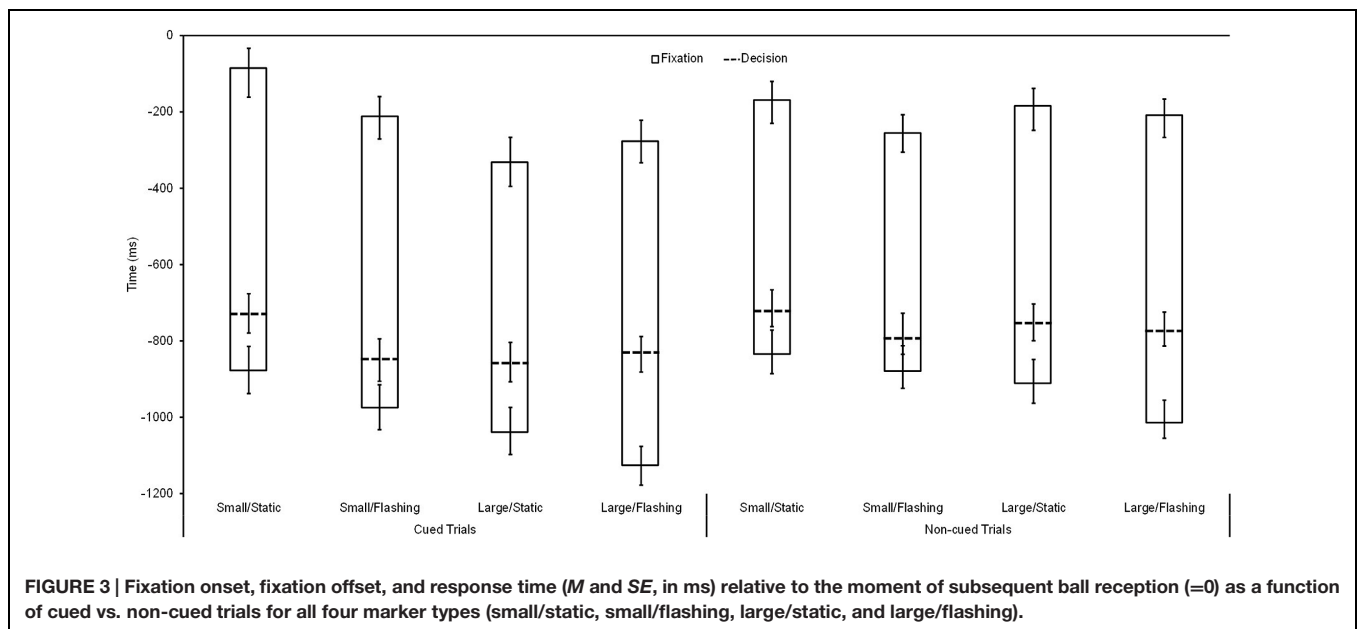 0
Fixation Decision
-200
-400
-600
-800
-1000
-1200
Time (ms)
Small/Static Small/Flashing Large/Static Large/Flashing Small/Static Small/Flashing Large/Static Large/Flashing
Cued Trials Non-cued Trials
FIGURE 3 | Fixation onset, fixation offset, and response time (M and SE, in ms) relative to the moment of subsequent ball reception (=0) as a function
of cued vs. non-cued trials for all four marker types (small/static, small/flashing, large/static, and large/flashing).